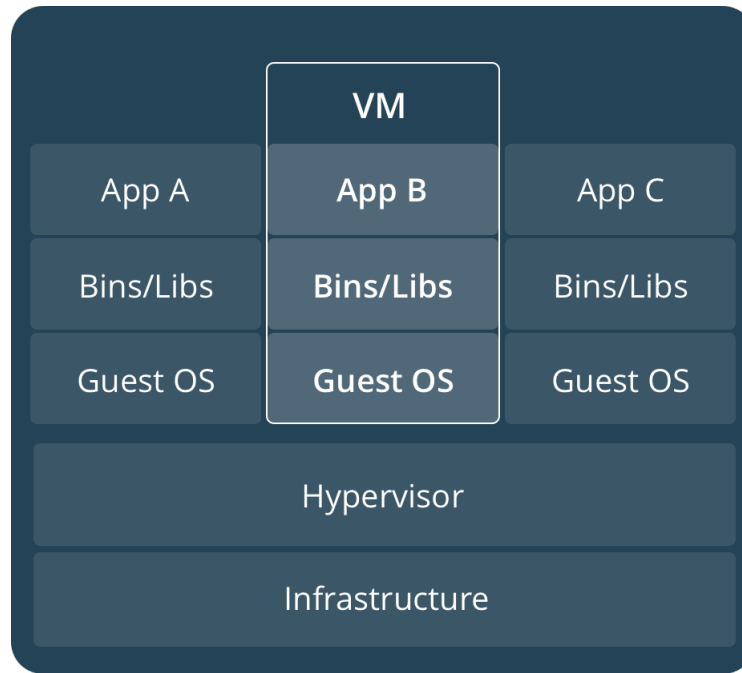 VM
App A
App B
App C
Bins/Libs
Bins/Libs
Bins/Libs
Guest OS
Guest OS
Guest OS
Hypervisor
Infrastructure